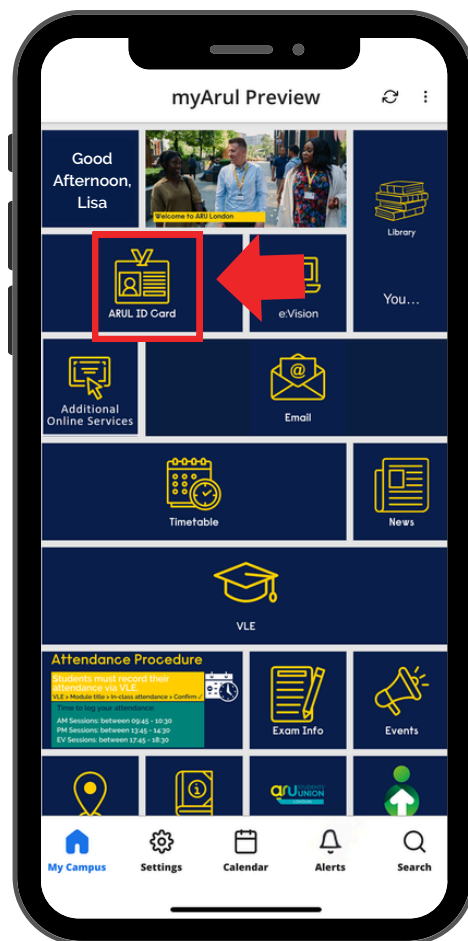 myArul Preview
Good
Afternoon,
Lisa
Welcome to ARU London
Library
You...
ARUL ID Card
e:Vision
Additional
Online Services
@
Email
Timetable
News
VLE
Attendance Procedure
Students must record their
attendance via VLE.
VLE > Module title > In-class attendance > Confirm ✓
Time to log your attendance:
AM Sessions: between 09:45 - 10:30
PM Sessions: between 13:45 - 14:30
EV Sessions: between 17:45 - 18:30
Exam Info
Events
i
aru STUDENTS'
UNION
LONDON
My Campus
Settings
Calendar
Alerts
Search